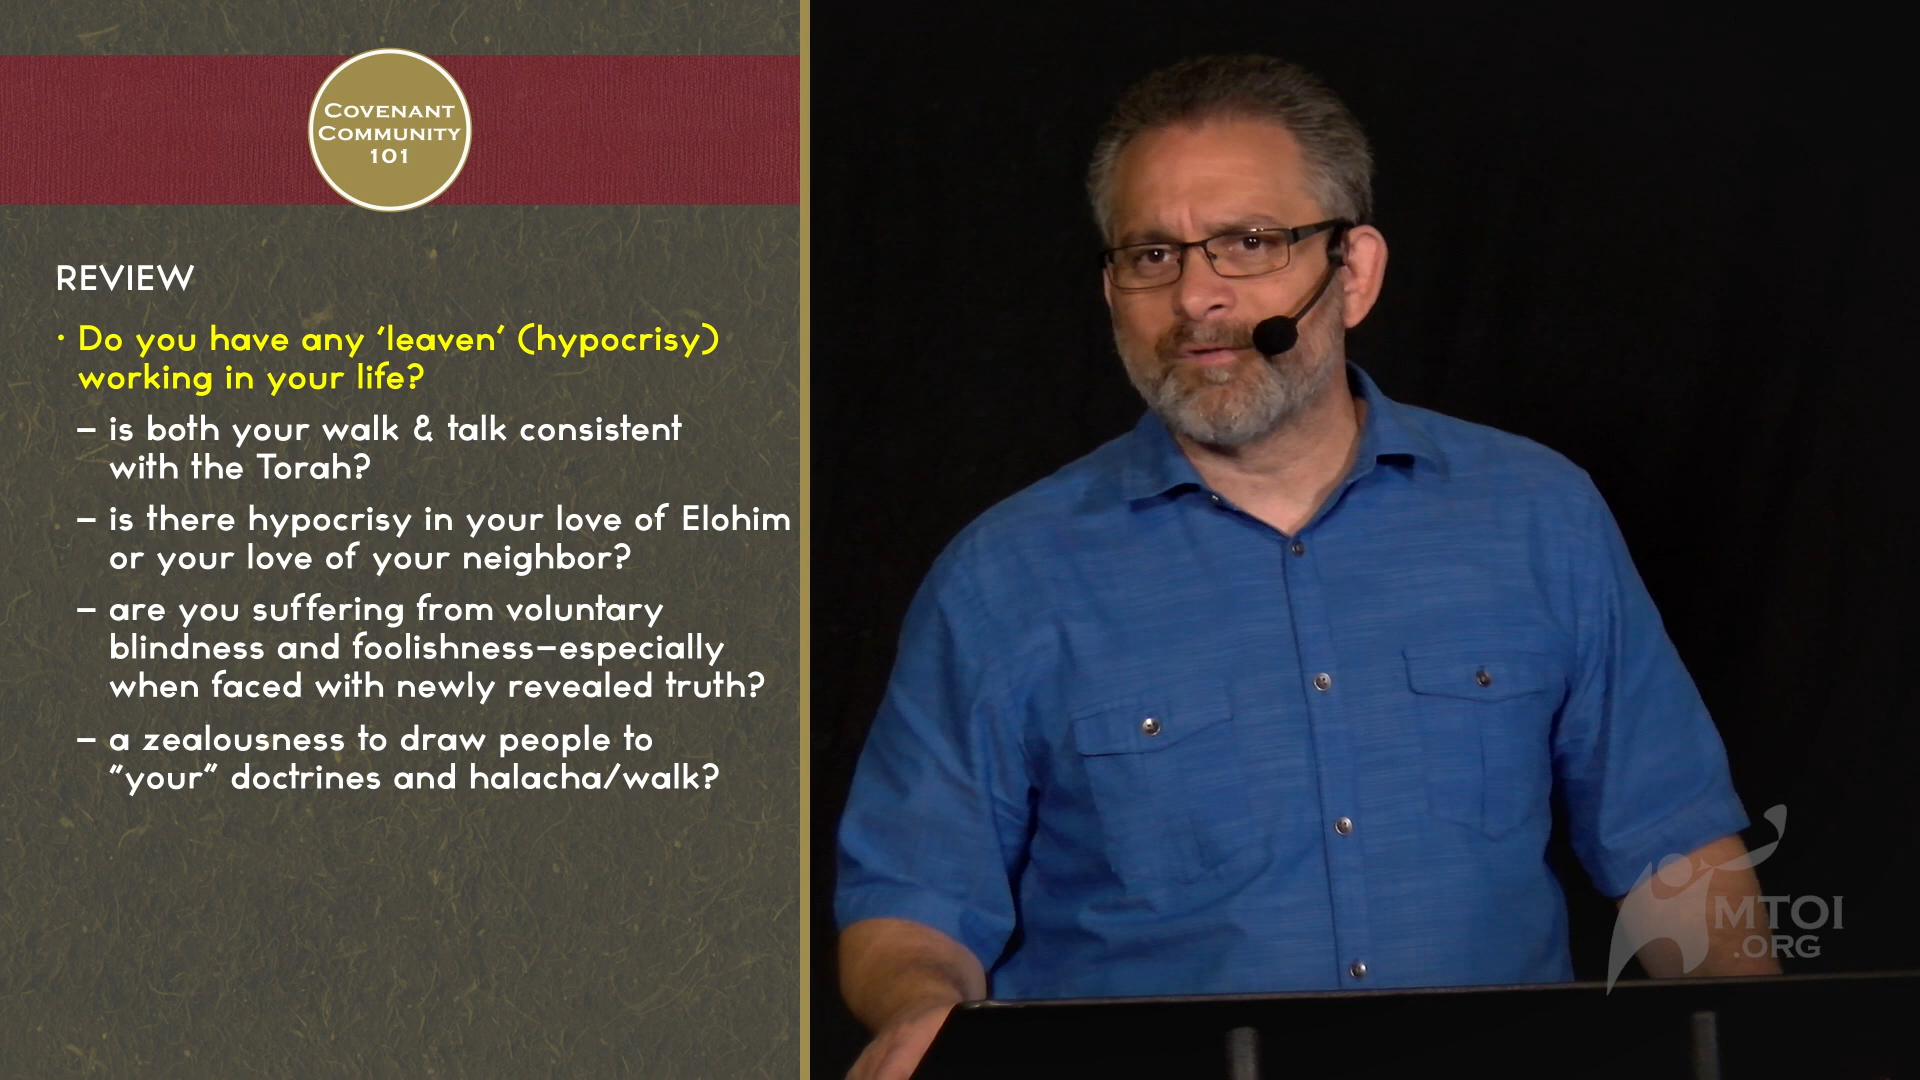 COVENANT
COMMUNITY
101
REVIEW
• Do you have any ‘leaven’ (hypocrisy)
working in your life?
– is both your walk & talk consistent
with the Torah?
– is there hypocrisy in your love of Elohim
or your love of your neighbor?
– are you suffering from voluntary
blindness and foolishness–especially
when faced with newly revealed truth?
– a zealousness to draw people to
“your” doctrines and halacha/walk?
MTOI
.ORG